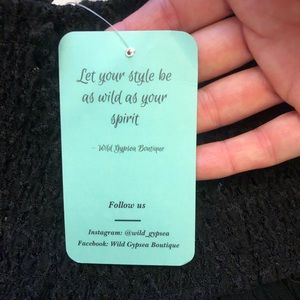 Let your style be
as wild as your
spirit
~ Wild Gypsea Boutique
Follow us
Instagram: @wild_gypsea
Facebook: Wild Gypsea Boutique